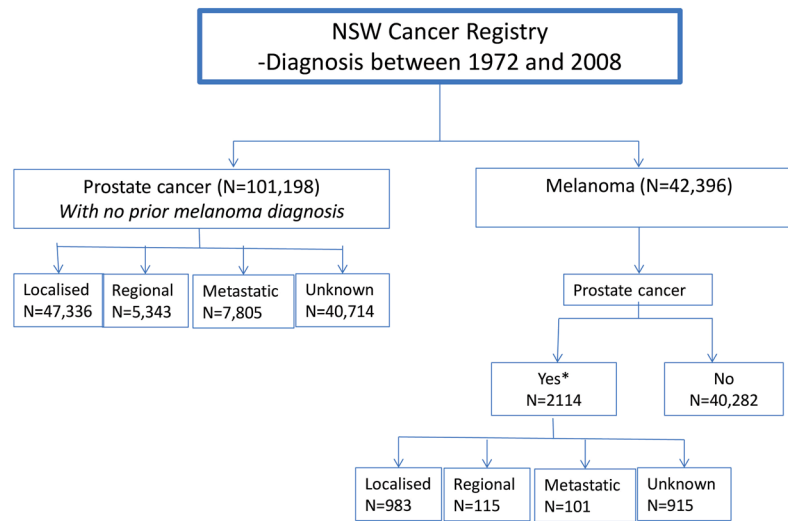 NSW Cancer Registry
-Diagnosis between 1972 and 2008
Prostate cancer (N=101,198)
With no prior melanoma diagnosis
Melanoma (N=42,396)
Localised
N=47,336
Regional
N=5,343
Metastatic
N=7,805
Unknown
N=40,714
Prostate cancer
Yes*
N=2114
No
N=40,282
Localised
N=983
Regional
N=115
Metastatic
N=101
Unknown
N=915